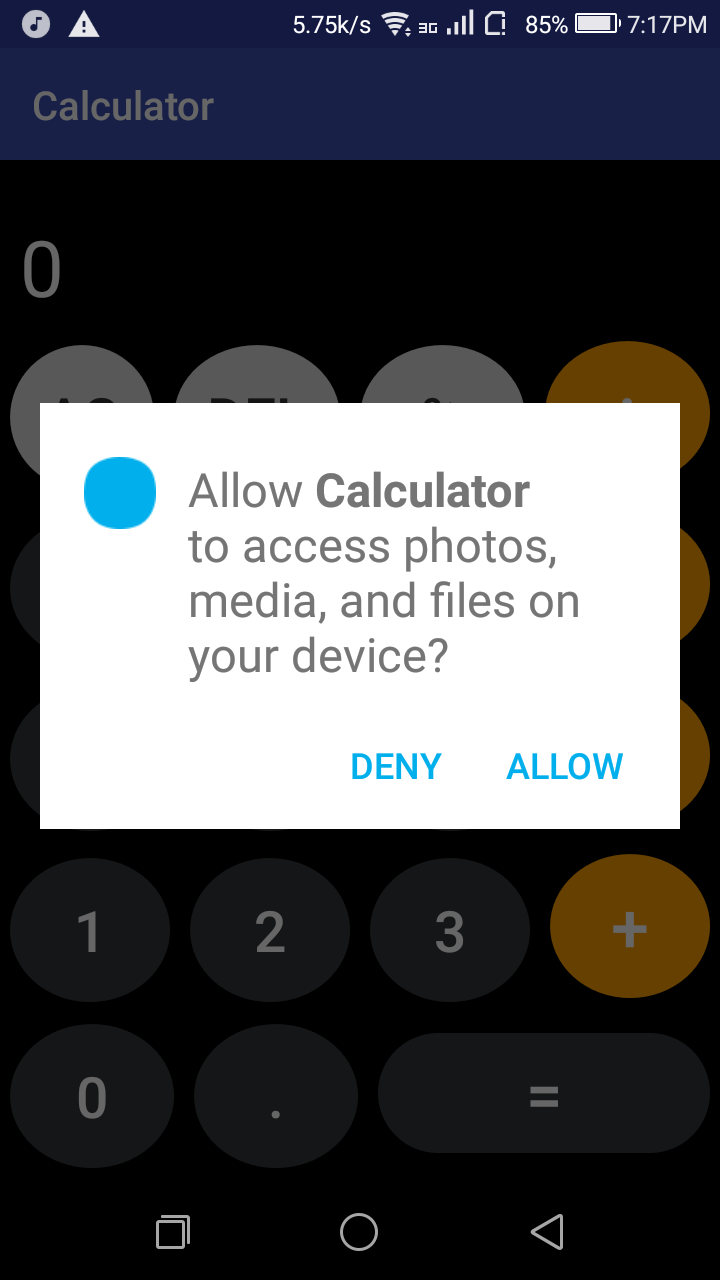 5.75k/s 3G 85% 7:17PM
Calculator
0
Allow Calculator
to access photos,
media, and files on
your device?
DENY ALLOW
1 2 3 +
0 . =